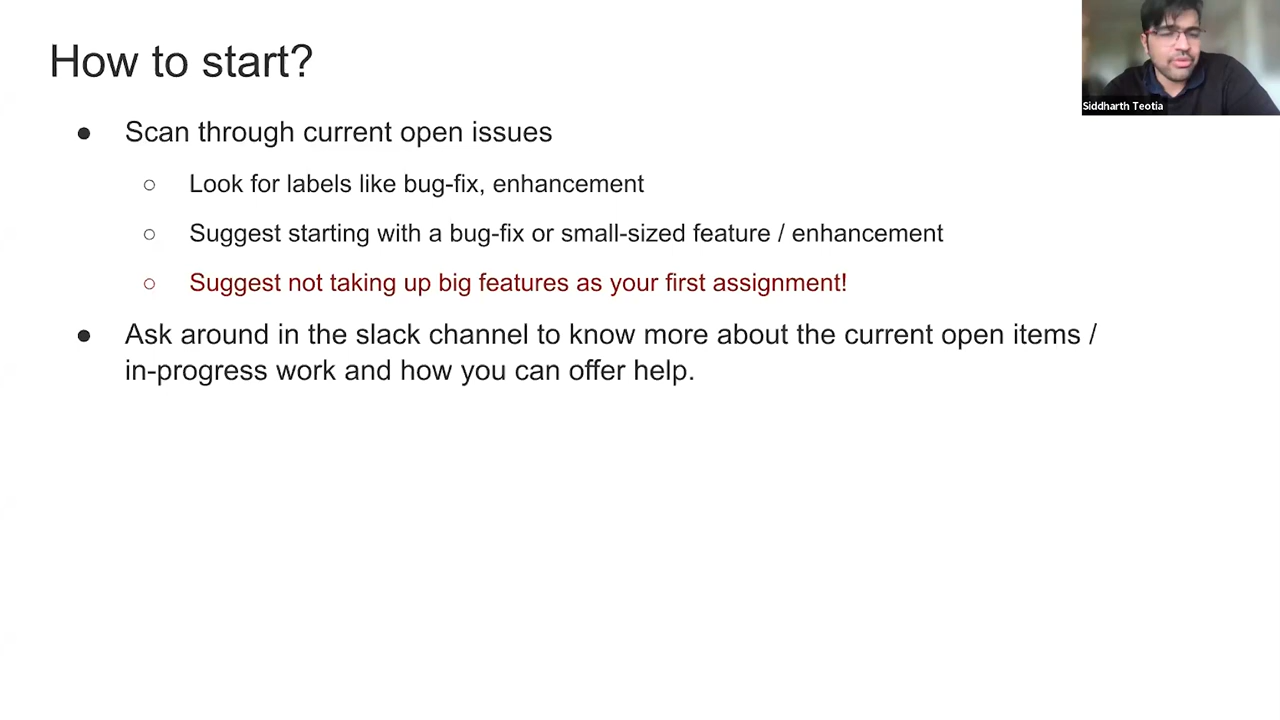 How to start?
Siddharth Teotia
● Scan through current open issues
○ Look for labels like bug-fix, enhancement
○ Suggest starting with a bug-fix or small-sized feature / enhancement
○ Suggest not taking up big features as your first assignment!
● Ask around in the slack channel to know more about the current open items /
in-progress work and how you can offer help.